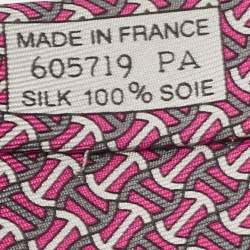 MADE IN FRANCE
605719 PA
SILK 100% SOIE